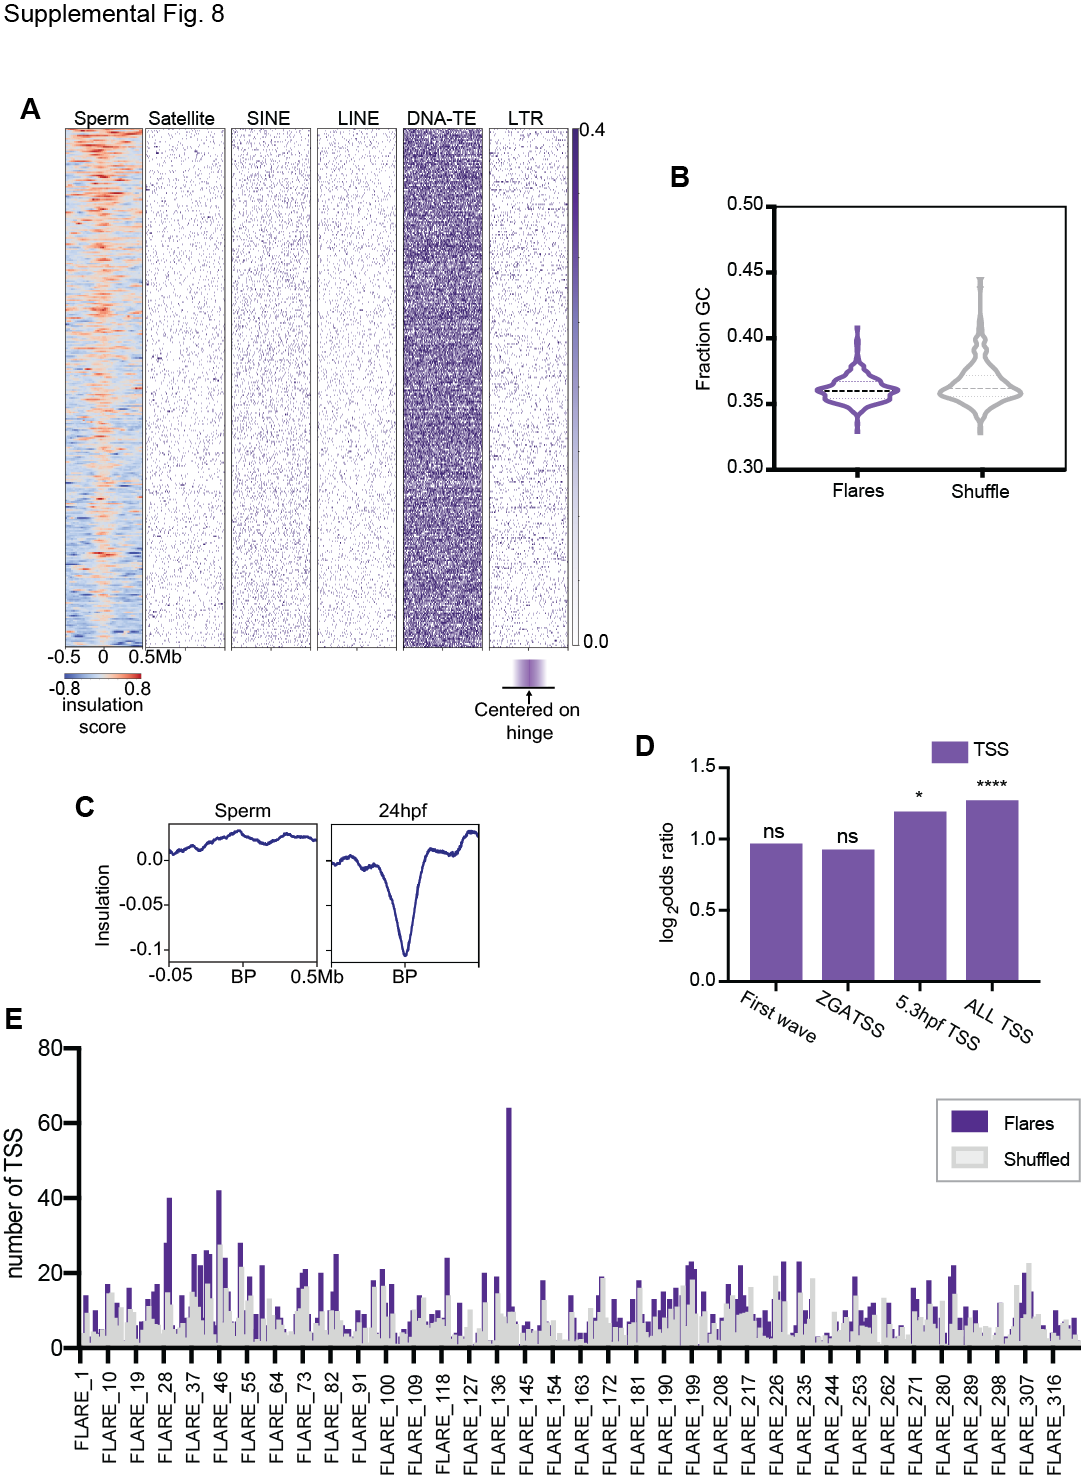 Supplemental Fig. 8
A
Sperm Satellite SINE LINE DNA-TE LTR
0.4
0.0
-0.5 0 0.5Mb
-0.8 0.8
insulation
score
Centered on
hinge
B
0.50
0.45
0.40
0.35
0.30
Fraction GC
Flares Shuffle
C
Sperm 24hpf
Insulation
0.0
-0.05
-0.1
-0.05 BP 0.5Mb BP
D
TSS
1.5
1.0
0.5
0.0
log2odds ratio
ns ns * ****
First wave
ZGATSS
5.3hpf TSS
ALL TSS
E
80
60
40
20
0
number of TSS
Flares
Shuffled
FLARE_1
FLARE_10
FLARE_19
FLARE_28
FLARE_37
FLARE_46
FLARE_55
FLARE_64
FLARE_73
FLARE_82
FLARE_91
FLARE_100
FLARE_109
FLARE_118
FLARE_127
FLARE_136
FLARE_145
FLARE_154
FLARE_163
FLARE_172
FLARE_181
FLARE_190
FLARE_199
FLARE_208
FLARE_217
FLARE_226
FLARE_235
FLARE_244
FLARE_253
FLARE_262
FLARE_271
FLARE_280
FLARE_289
FLARE_298
FLARE_307
FLARE_316